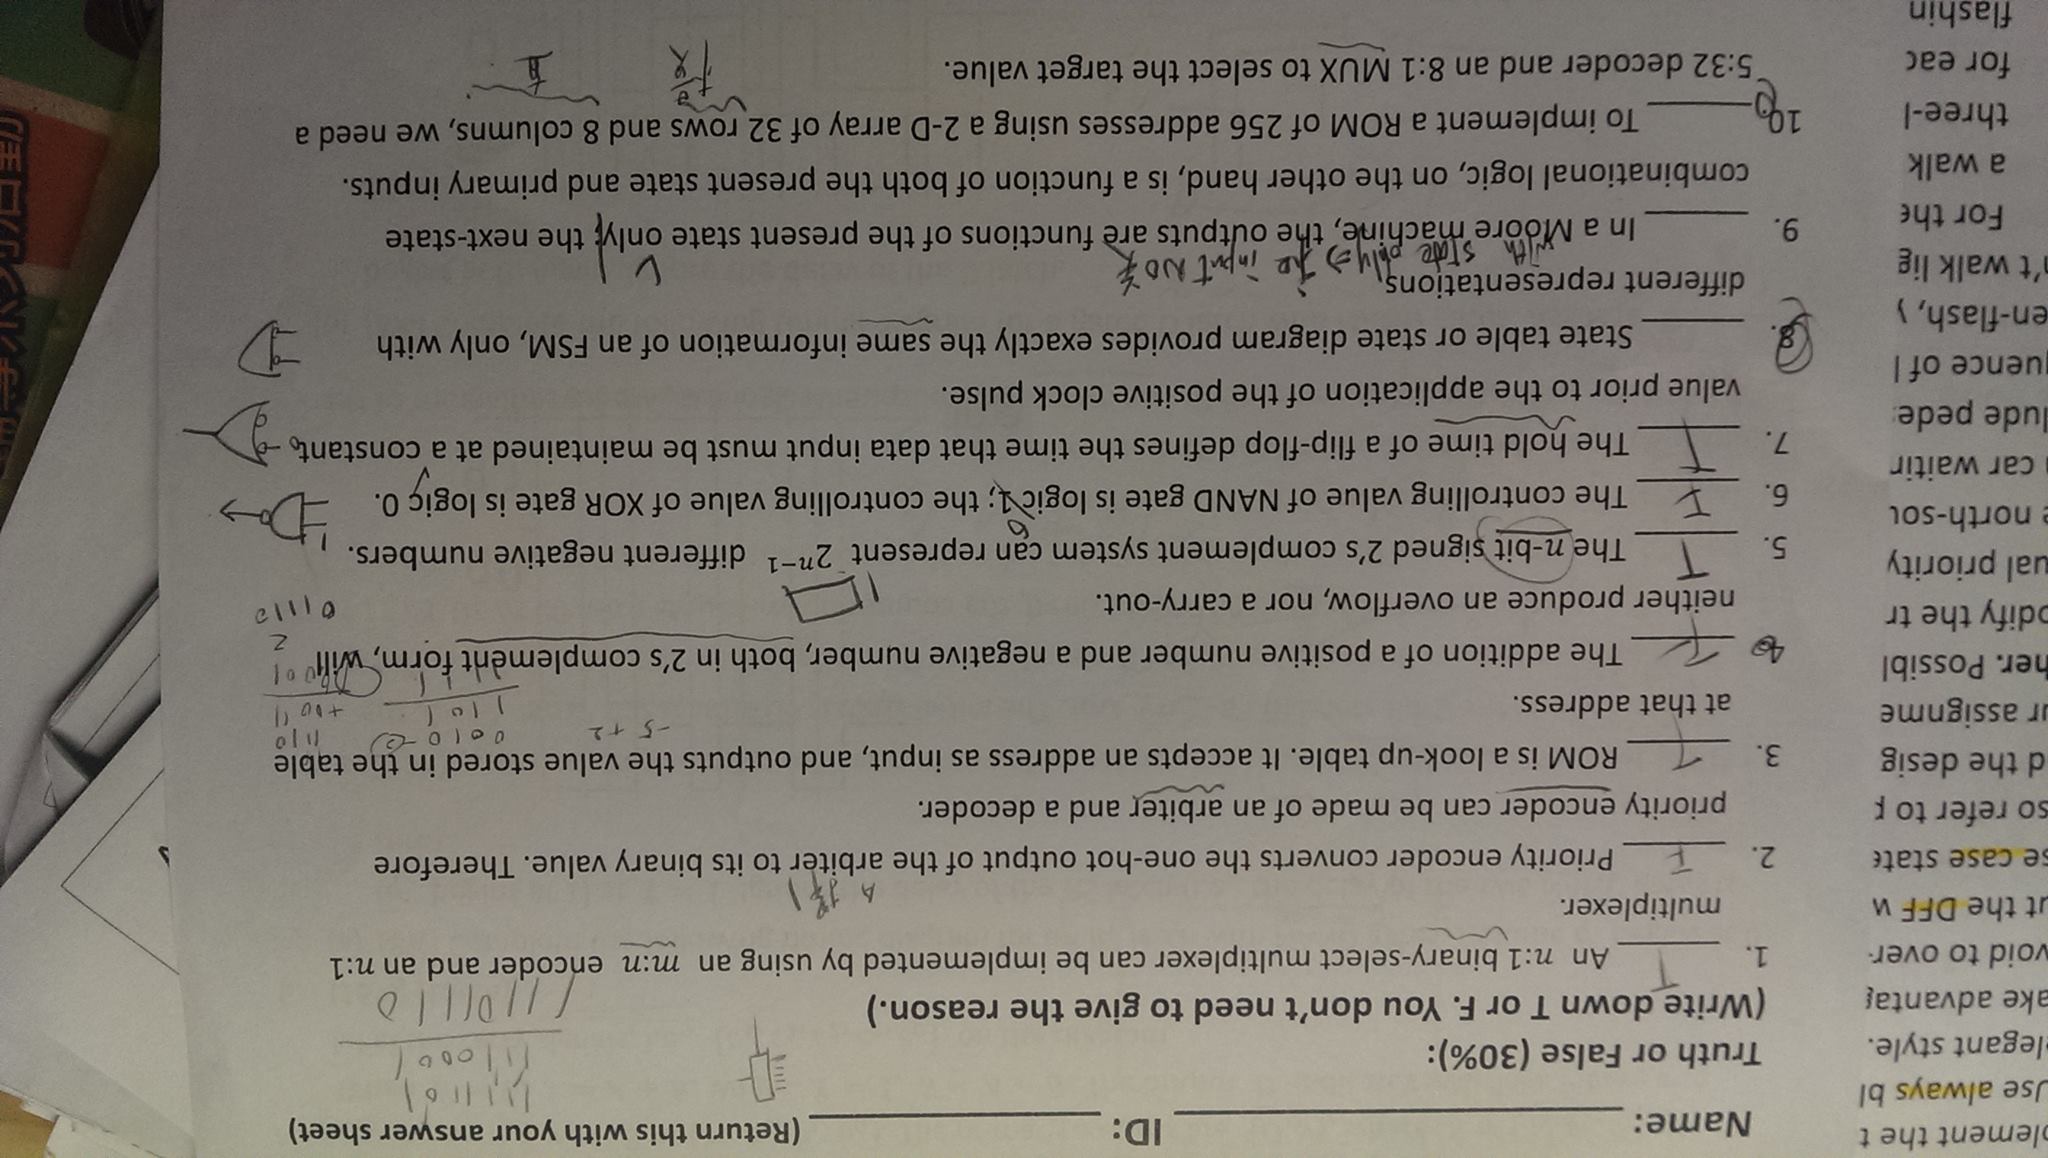 plement the t
Use always bl
elegant style.
ake advantag
void to over-
ut the DFF w
se case state
so refer to p
d the desig
ur assignme
her. Possibl
odify the tr
ual priority
e north-sou
car waitin
lude pede
quence of l
en-flash, y
n't walk lig
For the
a walk
three-l
for eac
flashin
Name: ID: (Return this with your answer sheet)
1111101
1110001
11101110
Truth or False (30%):
(Write down T or F. You don't need to give the reason.)
1. T An n:1 binary-select multiplexer can be implemented by using an m:n encoder and an n:1
multiplexer.
2. F Priority encoder converts the one-hot output of the arbiter to its binary value. Therefore
priority encoder can be made of an arbiter and a decoder.
3. T ROM is a look-up table. It accepts an address as input, and outputs the value stored in the table
at that address.
-5 +2
0010
1101
1110
4. The addition of a positive number and a negative number, both in 2's complement form, will
neither produce an overflow, nor a carry-out.
2
01110
5. T The n-bit signed 2's complement system can represent 2ⁿ⁻¹ different negative numbers.
6. F The controlling value of NAND gate is logic 1; the controlling value of XOR gate is logic 0.
7. T The hold time of a flip-flop defines the time that data input must be maintained at a constant
value prior to the application of the positive clock pulse.
8. State table or state diagram provides exactly the same information of an FSM, only with
different representations.
with state only ⇒ input NO
9. In a Moore machine, the outputs are functions of the present state only; the next-state
combinational logic, on the other hand, is a function of both the present state and primary inputs.
10. To implement a ROM of 256 addresses using a 2-D array of 32 rows and 8 columns, we need a
5:32 decoder and an 8:1 MUX to select the target value.